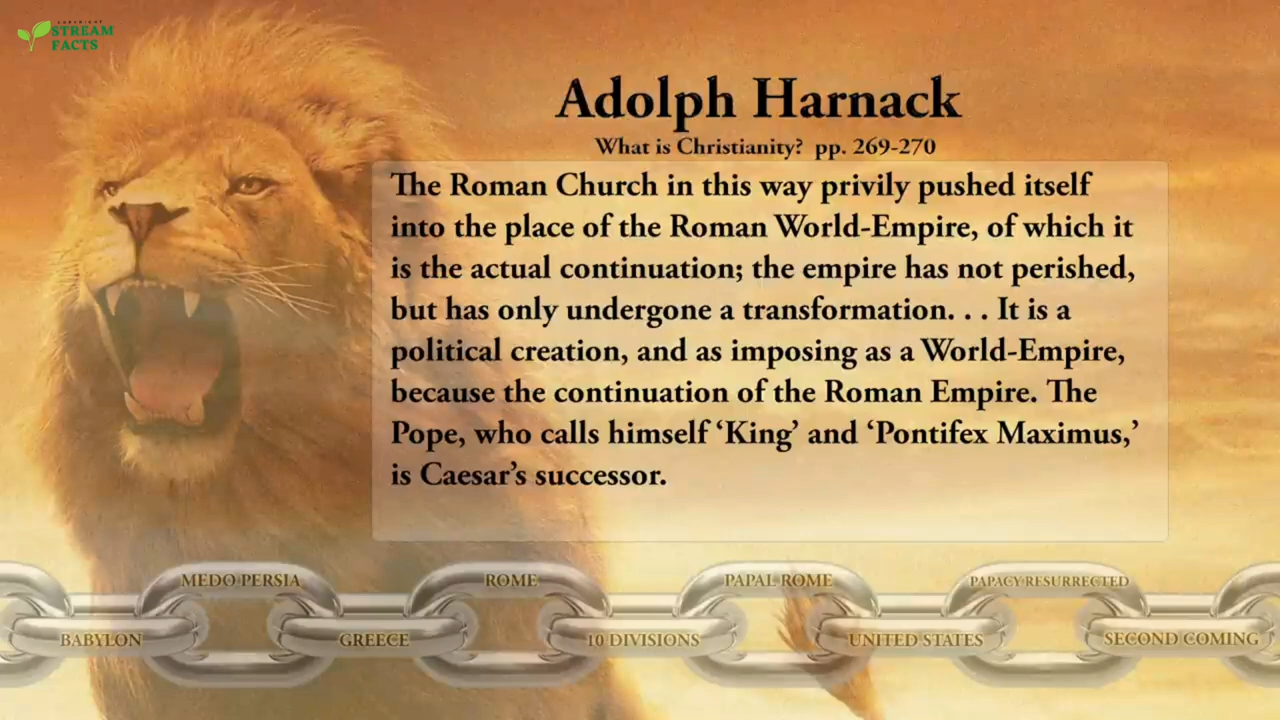 STREAM
FACTS
Adolph Harnack
What is Christianity? pp. 269-270
The Roman Church in this way privily pushed itself
into the place of the Roman World-Empire, of which it
is the actual continuation; the empire has not perished,
but has only undergone a transformation. . . It is a
political creation, and as imposing as a World-Empire,
because the continuation of the Roman Empire. The
Pope, who calls himself ‘King’ and ‘Pontifex Maximus,’
is Caesar’s successor.
MEDO PERSIA
ROME
PAPAL ROME
PAPACY RESURRECTED
BABYLON
GREECE
10 DIVISIONS
UNITED STATES
SECOND COMING